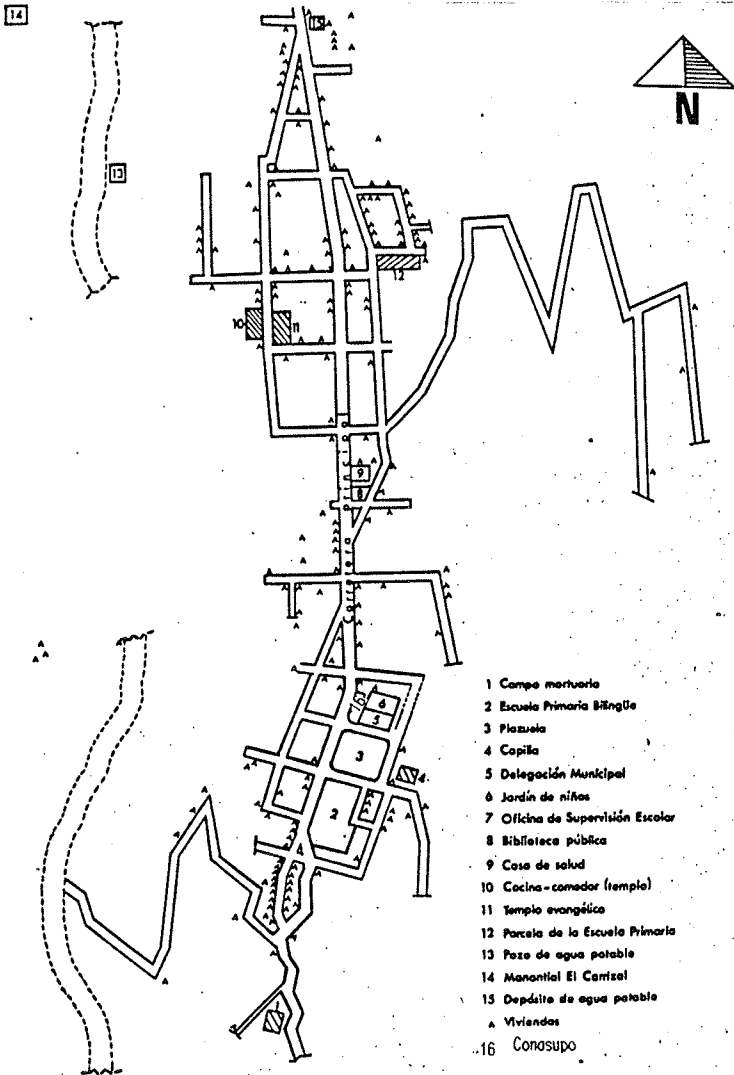 14
15
N
13
12
10
11
9
8
16
6
5
3
4
2
1 Campo mortuorio
2 Escuela Primaria Bilingüe
3 Plazuela
4 Capilla
5 Delegación Municipal
6 Jardín de niños
7 Oficina de Supervisión Escolar
8 Biblioteca pública
9 Casa de salud
10 Cocina-comedor (templo)
11 Templo evangélico
12 Parcela de la Escuela Primaria
13 Pozo de agua potable
14 Manantial El Carrizal
15 Depósito de agua potable
ʌ Viviendas
16 Conasupo
1